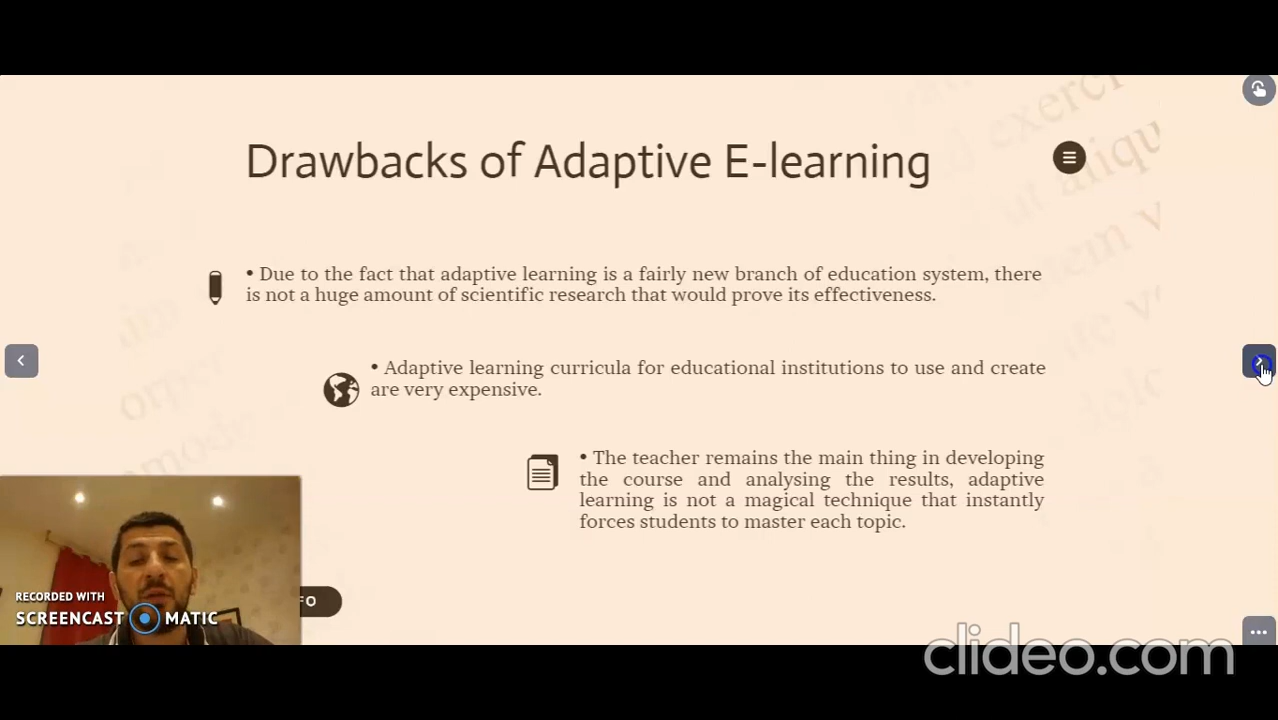 Drawbacks of Adaptive E-learning
• Due to the fact that adaptive learning is a fairly new branch of education system, there
is not a huge amount of scientific research that would prove its effectiveness.
• Adaptive learning curricula for educational institutions to use and create
are very expensive.
• The teacher remains the main thing in developing
the course and analysing the results, adaptive
learning is not a magical technique that instantly
forces students to master each topic.
RECORDED WITH
SCREENCAST MATIC
FO
clideo.com